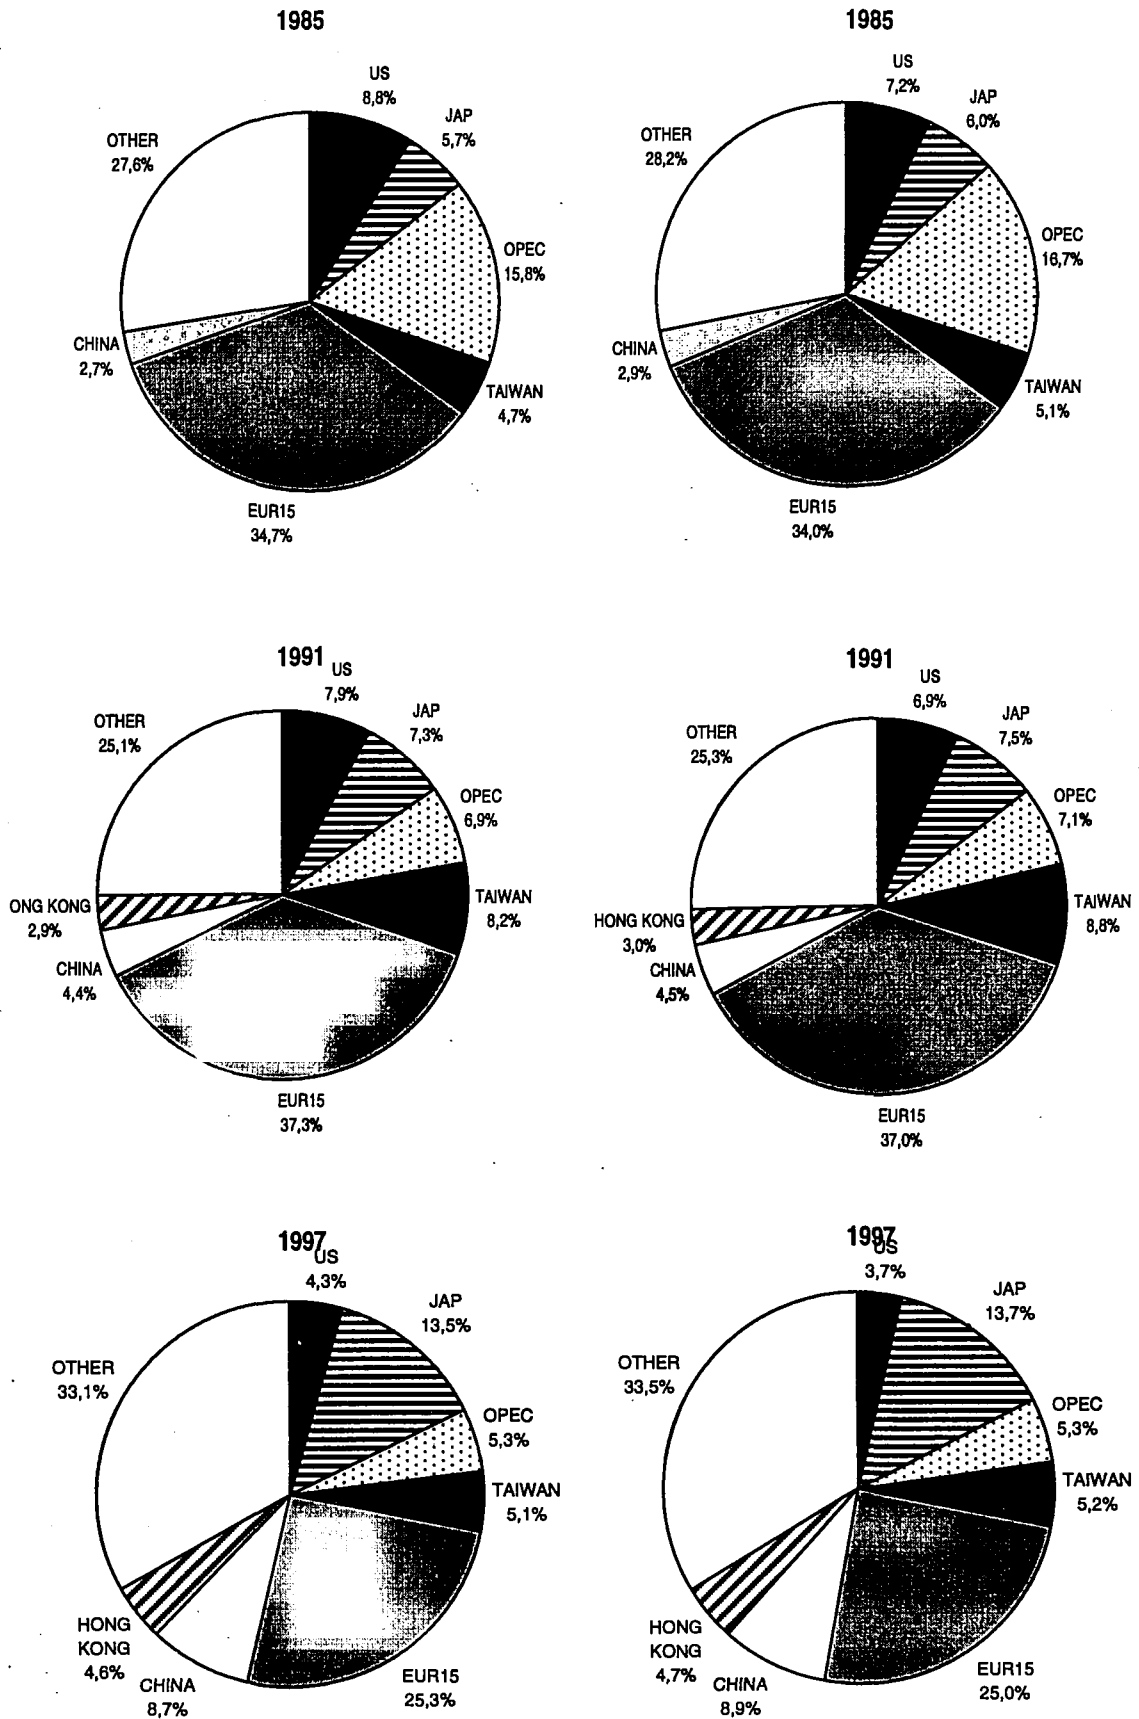 1985
US
8,8%
JAP
5,7%
OTHER
27,6%
OPEC
15,8%
CHINA
2,7%
TAIWAN
4,7%
EUR15
34,7%
1985
US
7,2%
JAP
6,0%
OTHER
28,2%
OPEC
16,7%
CHINA
2,9%
TAIWAN
5,1%
EUR15
34,0%
1991
US
7,9%
JAP
7,3%
OTHER
25,1%
OPEC
6,9%
TAIWAN
8,2%
ONG KONG
2,9%
CHINA
4,4%
EUR15
37,3%
1991
US
6,9%
JAP
7,5%
OTHER
25,3%
OPEC
7,1%
TAIWAN
8,8%
HONG KONG
3,0%
CHINA
4,5%
EUR15
37,0%
1997
US
4,3%
JAP
13,5%
OTHER
33,1%
OPEC
5,3%
TAIWAN
5,1%
HONG
KONG
4,6%
CHINA
8,7%
EUR15
25,3%
1997
US
3,7%
JAP
13,7%
OTHER
33,5%
OPEC
5,3%
TAIWAN
5,2%
HONG
KONG
4,7%
CHINA
8,9%
EUR15
25,0%